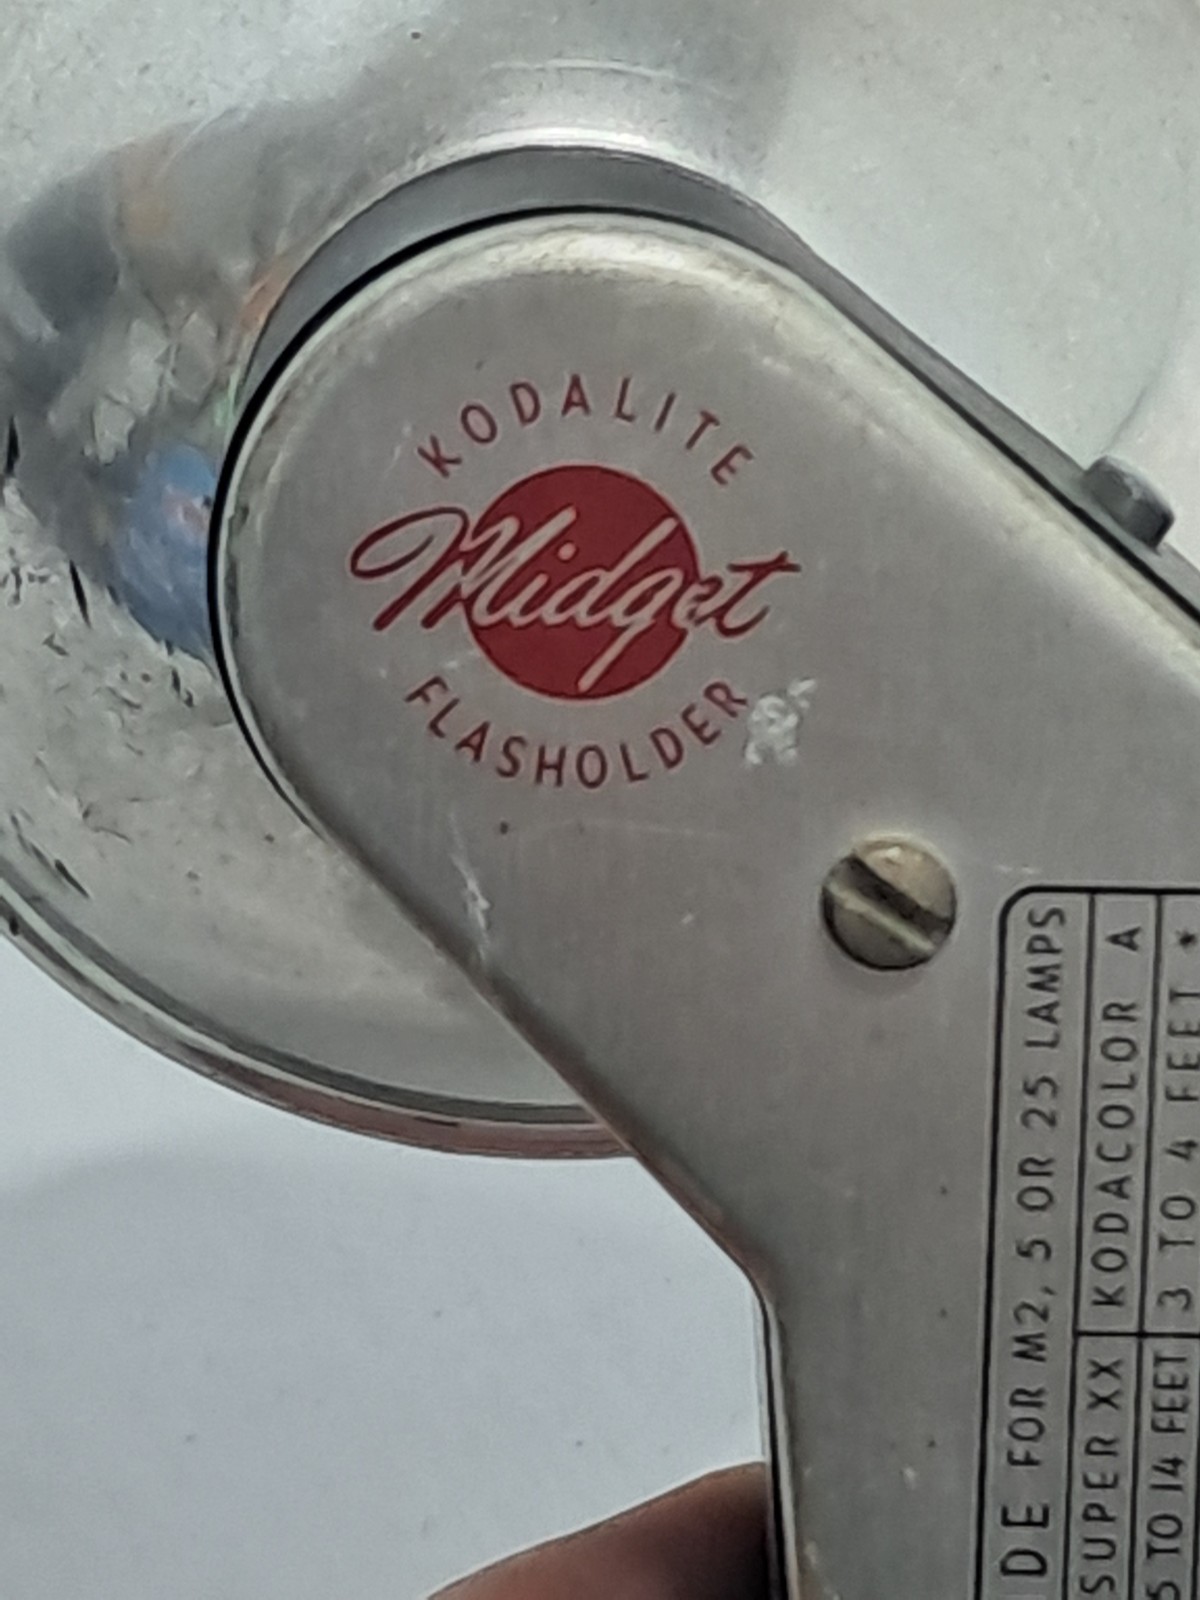 KODALITE
Midget
FLASHOLDER
DE FOR M2, 5 OR 25 LAMPS
SUPER XX KODACOLOR A
5 TO 14 FEET 3 TO 4 FEET *